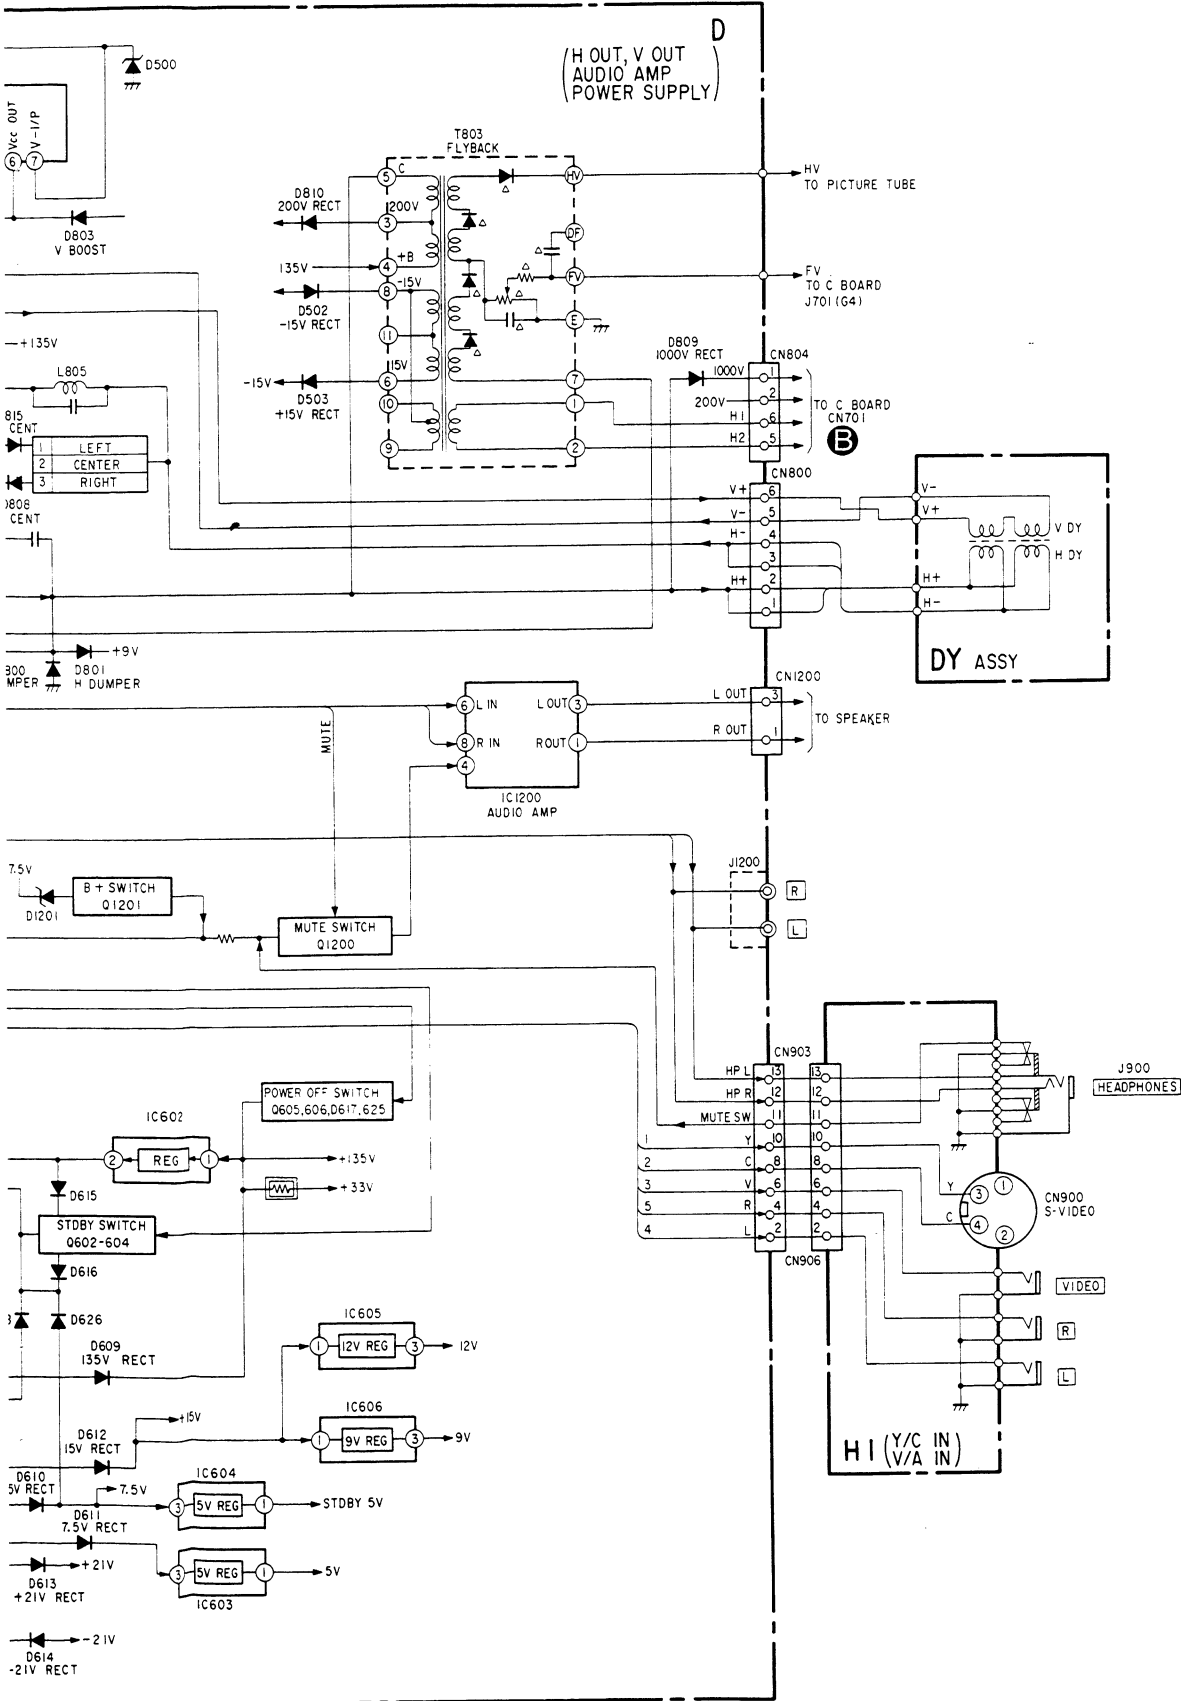 D
(H OUT, V OUT
AUDIO AMP
POWER SUPPLY)
D500
Vcc OUT
V-I/P
6
7
D803
V BOOST
T803
FLYBACK
5
C
HV
HV
TO PICTURE TUBE
D810
200V RECT
3
200V
DF
135V
4
+B
FV
FV
TO C BOARD
J701(G4)
8
-15V
D502
-15V RECT
E
11
+135V
15V
-15V
6
7
D503
+15V RECT
10
1
9
2
D809
1000V RECT
CN804
1000V
1
200V
2
H1
6
H2
5
TO C BOARD
CN701
B
L805
815
CENT
1 LEFT
2 CENTER
3 RIGHT
D808
CENT
CN800
V+
6
V-
5
H-
4
3
H+
2
1
V-
V+
V DY
H DY
H+
H-
DY ASSY
+9V
800
MPER
D801
H DUMPER
6
L IN
L OUT
3
8
R IN
R OUT
1
4
IC1200
AUDIO AMP
MUTE
CN1200
L OUT
3
R OUT
1
TO SPEAKER
7.5V
D1201
B + SWITCH
Q1201
MUTE SWITCH
Q1200
J1200
R
L
CN903
HP L
13
13
HP R
12
12
MUTE SW
11
11
1
Y
10
10
2
C
8
8
3
V
6
6
5
R
4
4
4
L
2
2
CN906
J900
HEADPHONES
Y
3
1
C
4
2
CN900
S-VIDEO
VIDEO
R
L
H1 (Y/C IN
V/A IN)
POWER OFF SWITCH
Q605,606,D617,625
IC602
2
REG
1
+135V
+33V
D615
STDBY SWITCH
Q602-604
D616
D626
D609
135V RECT
IC605
1
12V REG
3
12V
+15V
IC606
1
9V REG
3
9V
D612
15V RECT
D610
5V RECT
7.5V
IC604
3
5V REG
1
STDBY 5V
D611
7.5V RECT
3
5V REG
1
5V
IC603
+21V
D613
+21V RECT
-21V
D614
-21V RECT